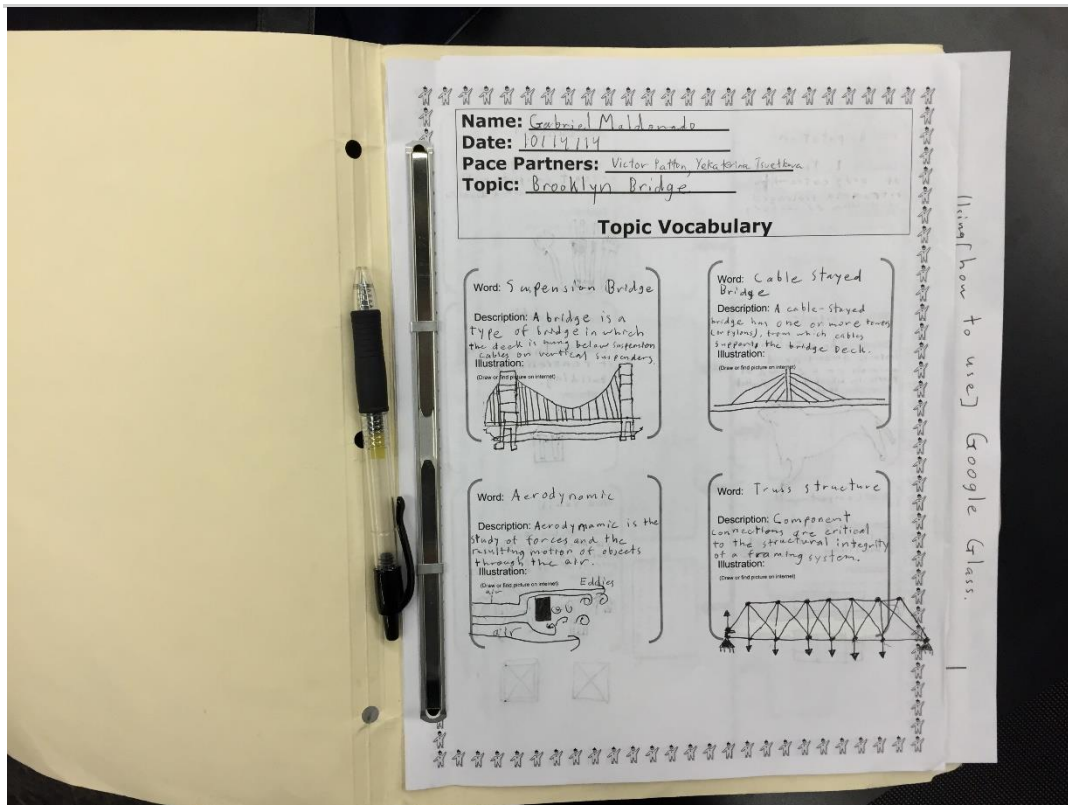 Name: Gabriel Maldonado
Date: 10/14/14
Pace Partners: Victor Patton, Yekaterina Tsvetkova
Topic: Brooklyn Bridge
Topic Vocabulary
Word: Suspension Bridge
Description: A bridge is a
type of bridge in which
the deck is hung below suspension
cables on vertical suspenders
Illustration:
(Draw or find picture on internet)
Word: Cable Stayed
Bridge
Description: A cable-stayed
bridge has one or more towers
(or pylons), from which cables
supports the bridge Deck.
Illustration:
(Draw or find picture on internet)
Word: Aerodynamic
Description: Aerodynamic is the
study of forces and the
resulting motion of objects
through the air.
Illustration:
(Draw or find picture on internet)
air
Eddies
air
Word: Truss structure
Description: Component
connections are critical
to the structural integrity
of a framing system.
Illustration:
(Draw or find picture on internet)
how to use] Google Glass.